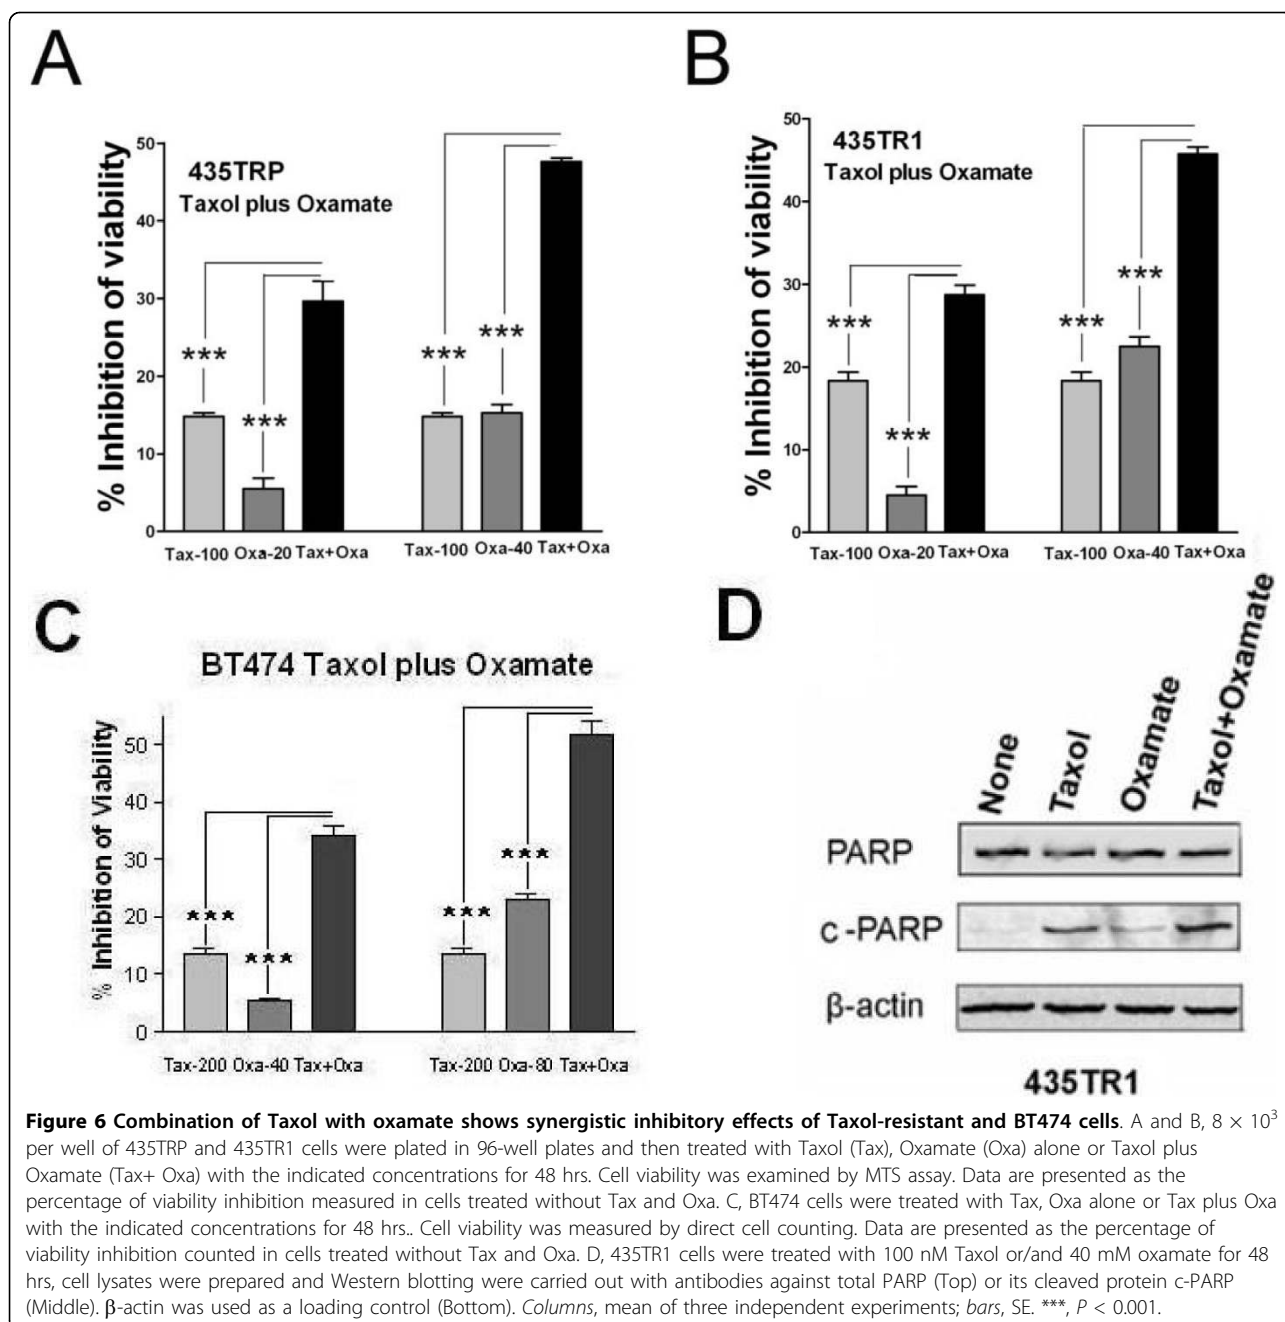 A
% Inhibition of viability
50
40
30
20
10
0
435TRP
Taxol plus Oxamate
***
***
***
***
Tax-100 Oxa-20 Tax+Oxa
Tax-100 Oxa-40 Tax+Oxa
B
% Inhibition of viability
50
40
30
20
10
0
435TR1
Taxol plus Oxamate
***
***
***
***
Tax-100 Oxa-20 Tax+Oxa
Tax-100 Oxa-40 Tax+Oxa
C
BT474 Taxol plus Oxamate
% Inhibition of Viability
50
40
30
20
10
0
***
***
***
***
Tax-200 Oxa-40 Tax+Oxa
Tax-200 Oxa-80 Tax+Oxa
D
None
Taxol
Oxamate
Taxol+Oxamate
PARP
c-PARP
β-actin
435TR1
Figure 6 Combination of Taxol with oxamate shows synergistic inhibitory effects of Taxol-resistant and BT474 cells. A and B, 8 × 10³
per well of 435TRP and 435TR1 cells were plated in 96-well plates and then treated with Taxol (Tax), Oxamate (Oxa) alone or Taxol plus
Oxamate (Tax+ Oxa) with the indicated concentrations for 48 hrs. Cell viability was examined by MTS assay. Data are presented as the
percentage of viability inhibition measured in cells treated without Tax and Oxa. C, BT474 cells were treated with Tax, Oxa alone or Tax plus Oxa
with the indicated concentrations for 48 hrs.. Cell viability was measured by direct cell counting. Data are presented as the percentage of
viability inhibition counted in cells treated without Tax and Oxa. D, 435TR1 cells were treated with 100 nM Taxol or/and 40 mM oxamate for 48
hrs, cell lysates were prepared and Western blotting were carried out with antibodies against total PARP (Top) or its cleaved protein c-PARP
(Middle). β-actin was used as a loading control (Bottom). Columns, mean of three independent experiments; bars, SE. ***, P < 0.001.